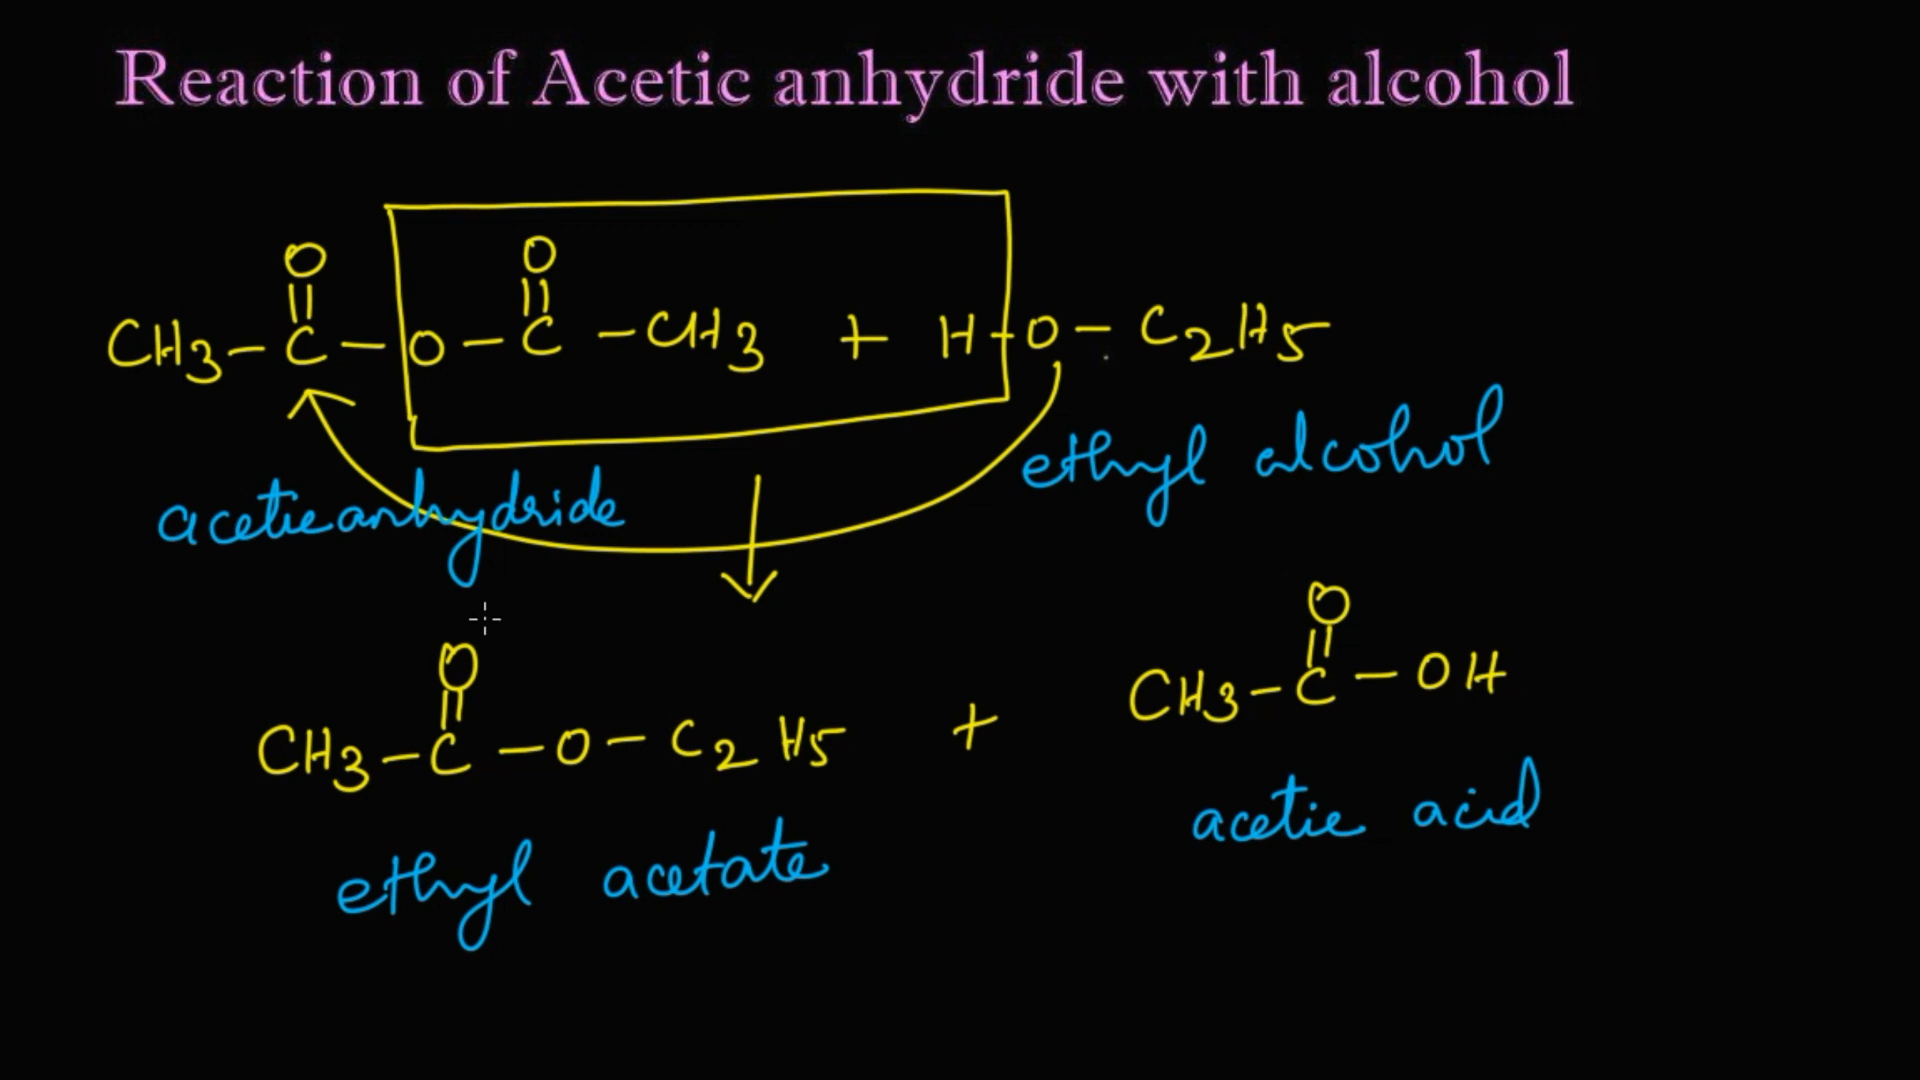 Reaction of Acetic anhydride with alcohol
O O
|| ||
CH3-C-O-C-CH3 + H-O-C2H5
ethyl alcohol
acetic anhydride
O O
|| ||
CH3-C-O-C2H5 + CH3-C-OH
ethyl acetate acetic acid